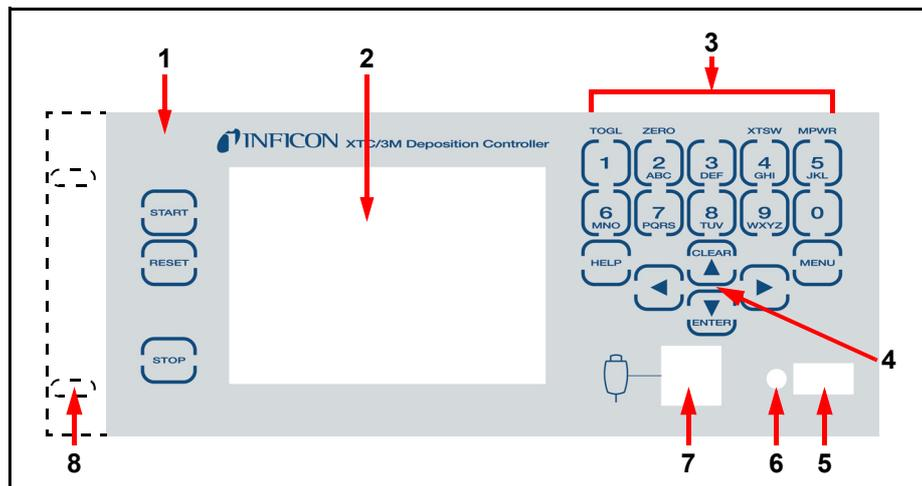 1 2 3
INFICON XTC/3M Deposition Controller
TOGL ZERO XTSW MPWR
1 2 ABC 3 DEF 4 GHI 5 JKL
START
6 MNO 7 PQRS 8 TUV 9 WXYZ 0
RESET
HELP CLEAR MENU
ENTER
STOP
4
8 7 6 5